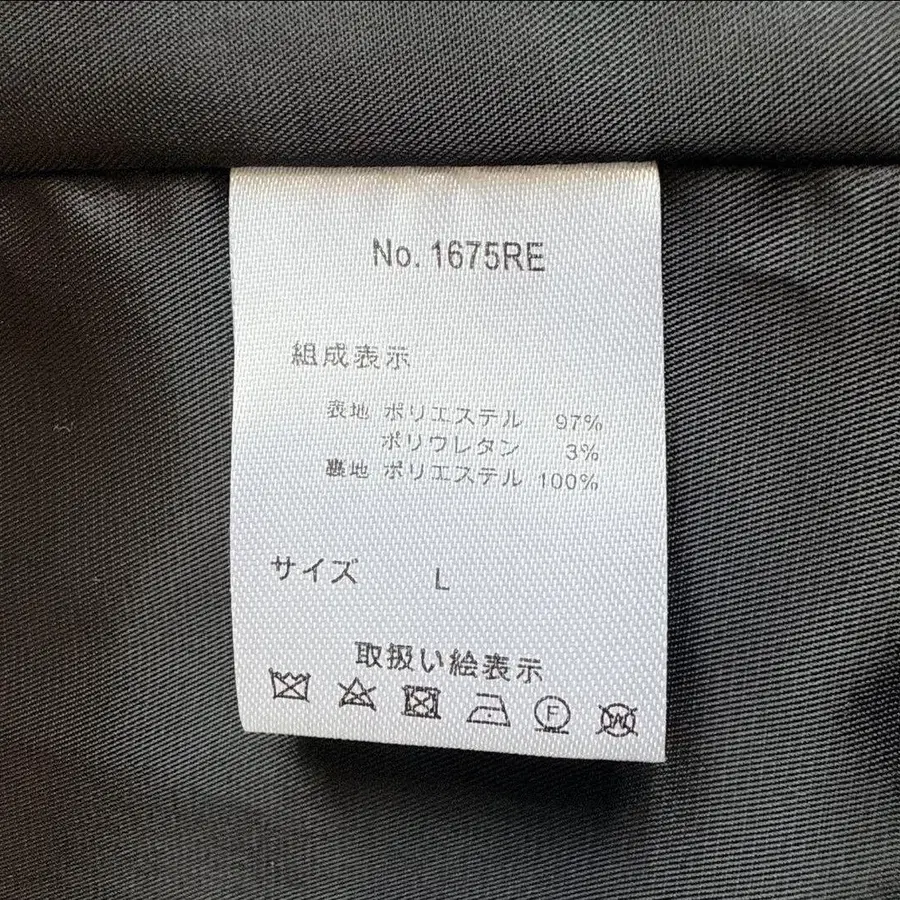 No. 1675RE
組成表示
表地 ポリエステル 97%
ポリウレタン 3%
裏地 ポリエステル 100%
サイズ L
取扱い絵表示
F W